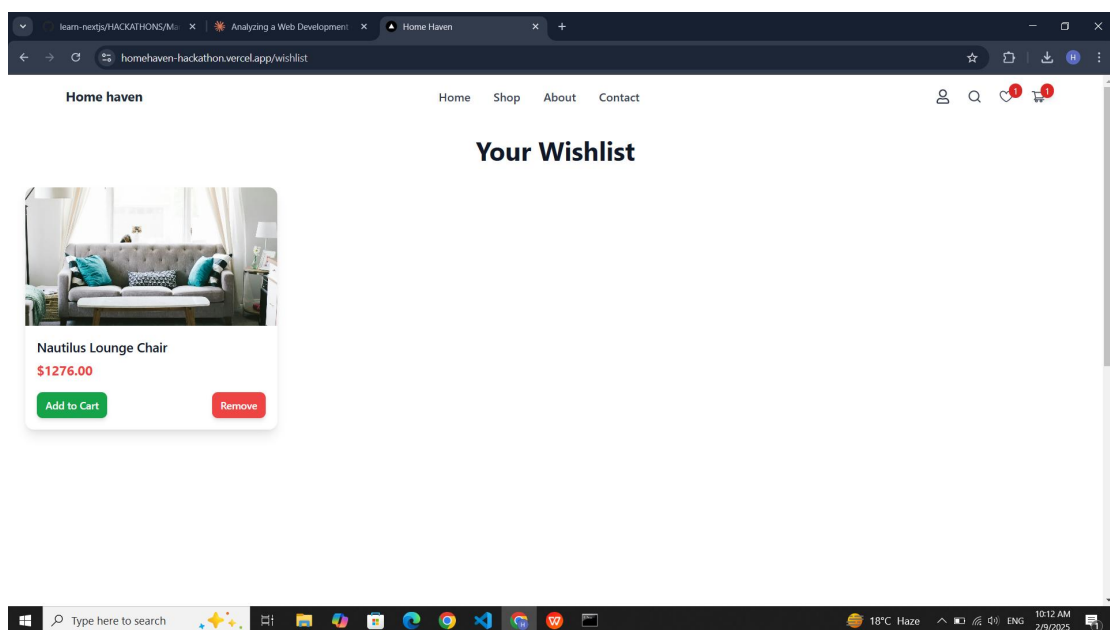 learn-nextjs/HACKATHONS/Ma
Analyzing a Web Development
Home Haven
homehaven-hackathon.vercel.app/wishlist
H
Home haven
Home Shop About Contact
1 1
Your Wishlist
Nautilus Lounge Chair
$1276.00
Add to Cart Remove
Type here to search
18°C Haze
ENG
10:12 AM
2/9/2025
1